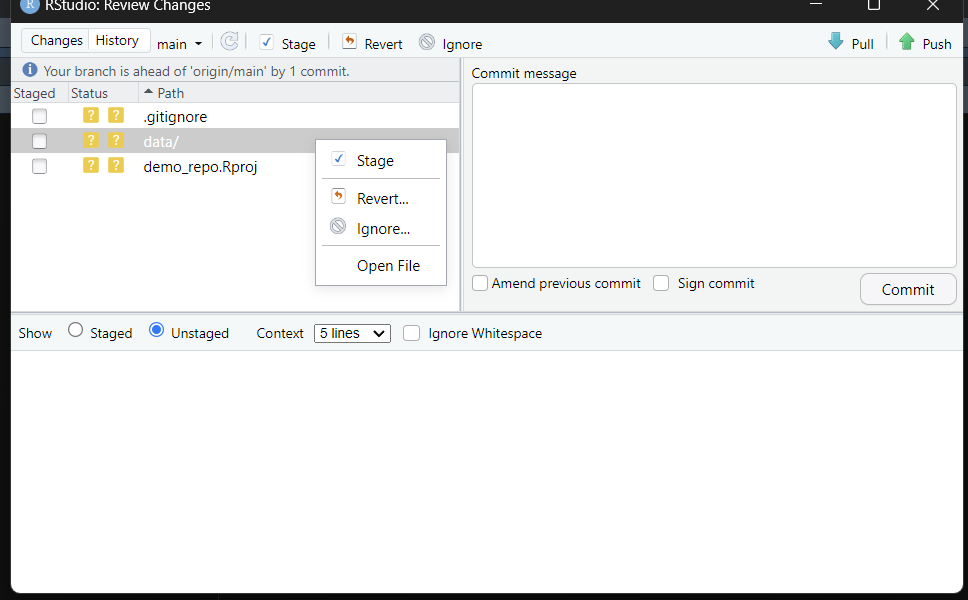 R RStudio: Review Changes
Changes History main Stage Revert Ignore Pull Push
Your branch is ahead of 'origin/main' by 1 commit.
Staged Status Path
? ? .gitignore
? ? data/
? ? demo_repo.Rproj
Stage
Revert...
Ignore...
Open File
Commit message
Amend previous commit Sign commit
Commit
Show Staged Unstaged Context 5 lines Ignore Whitespace